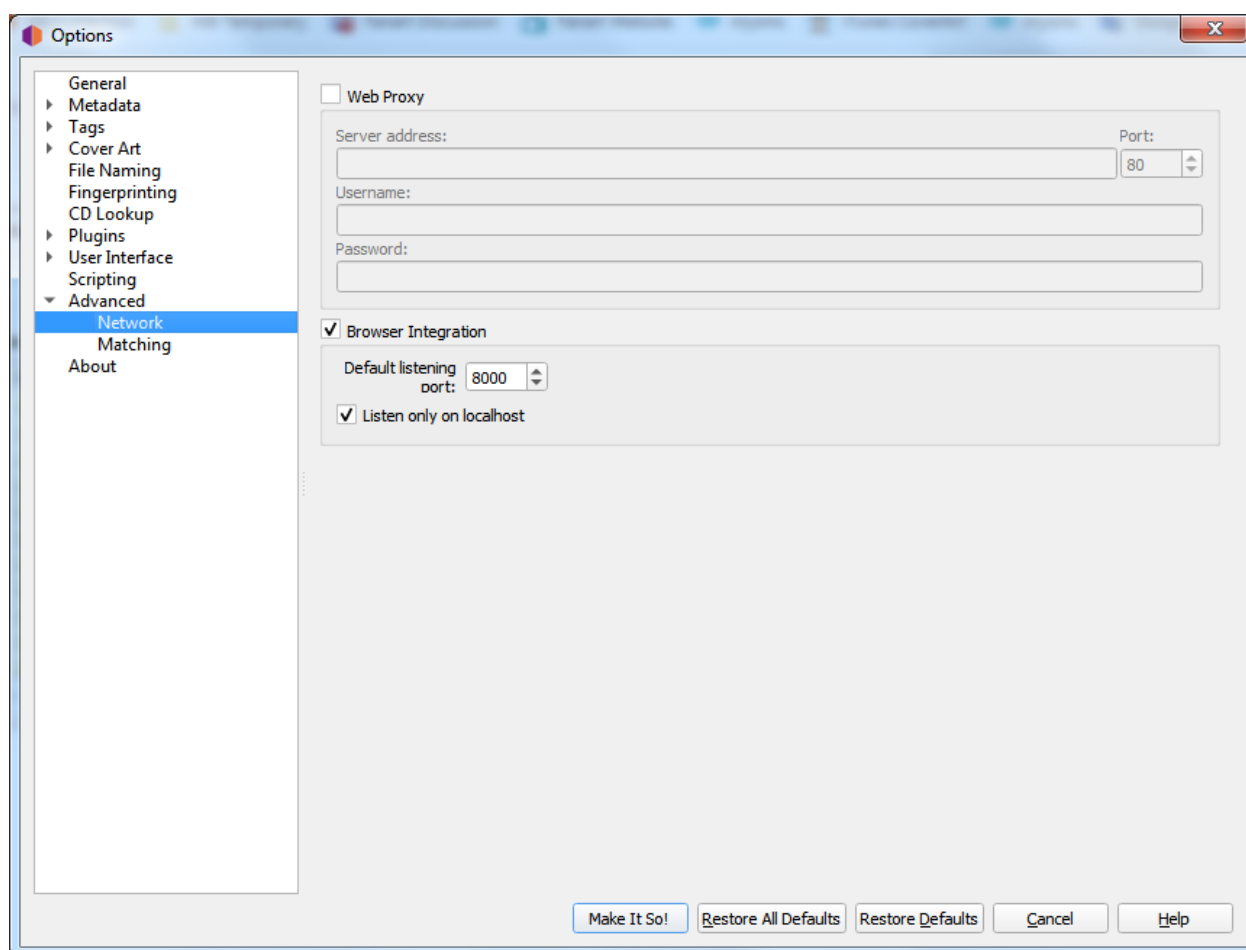 Options
General
Metadata
Tags
Cover Art
File Naming
Fingerprinting
CD Lookup
Plugins
User Interface
Scripting
Advanced
Network
Matching
About
Web Proxy
Server address:
Port:
80
Username:
Password:
Browser Integration
Default listening
port:
8000
Listen only on localhost
Make It So!
Restore All Defaults
Restore Defaults
Cancel
Help